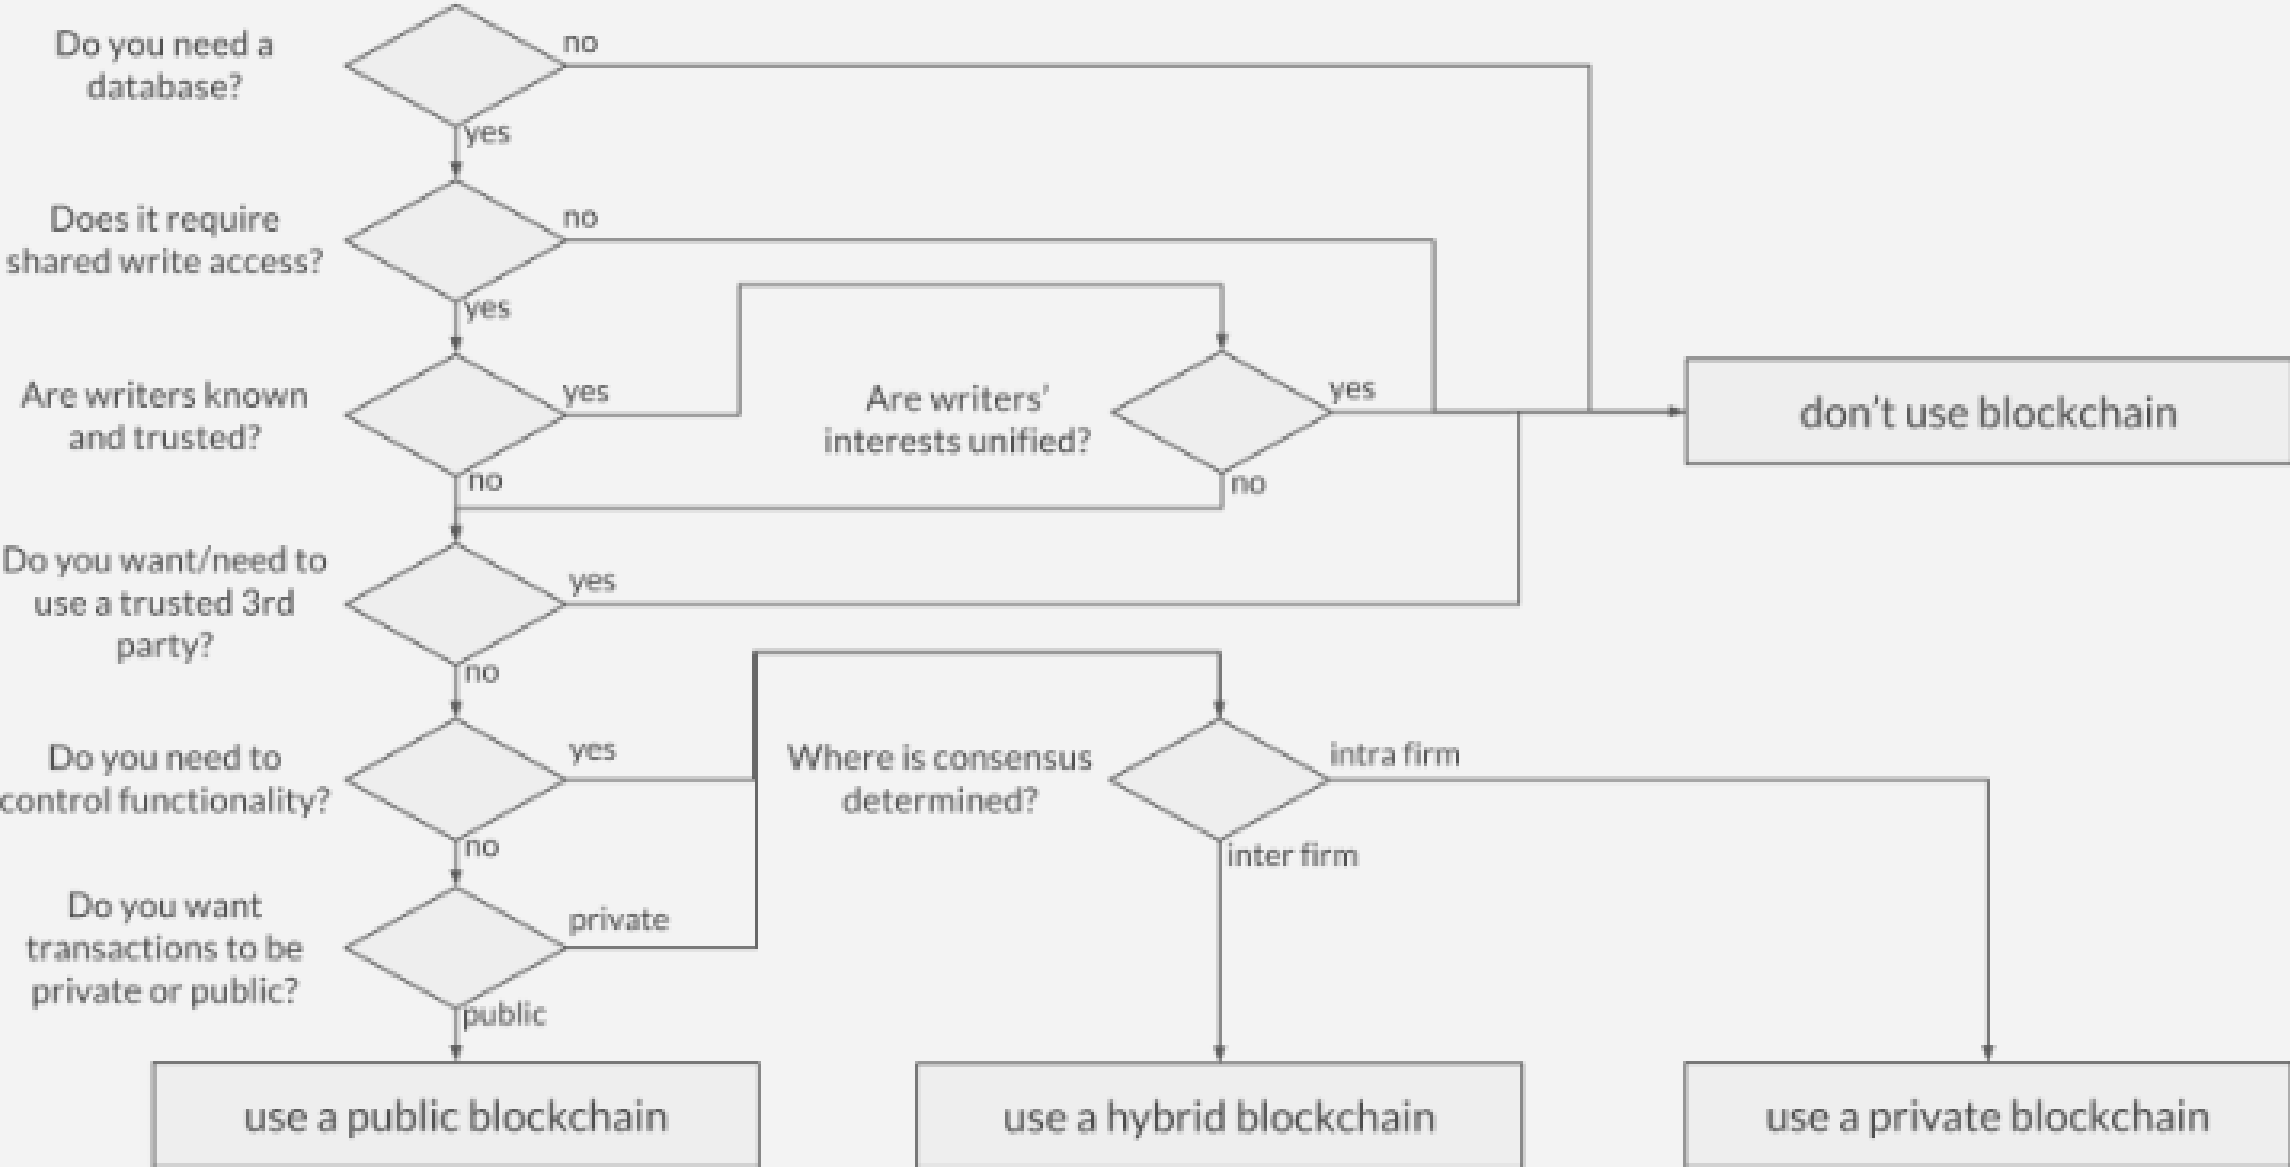 Do you need a
database?
no
yes
Does it require
shared write access?
no
yes
Are writers known
and trusted?
yes
no
Are writers'
interests unified?
yes
no
don't use blockchain
Do you want/need to
use a trusted 3rd
party?
yes
no
Do you need to
control functionality?
yes
no
Where is consensus
determined?
intra firm
inter firm
Do you want
transactions to be
private or public?
private
public
use a public blockchain
use a hybrid blockchain
use a private blockchain